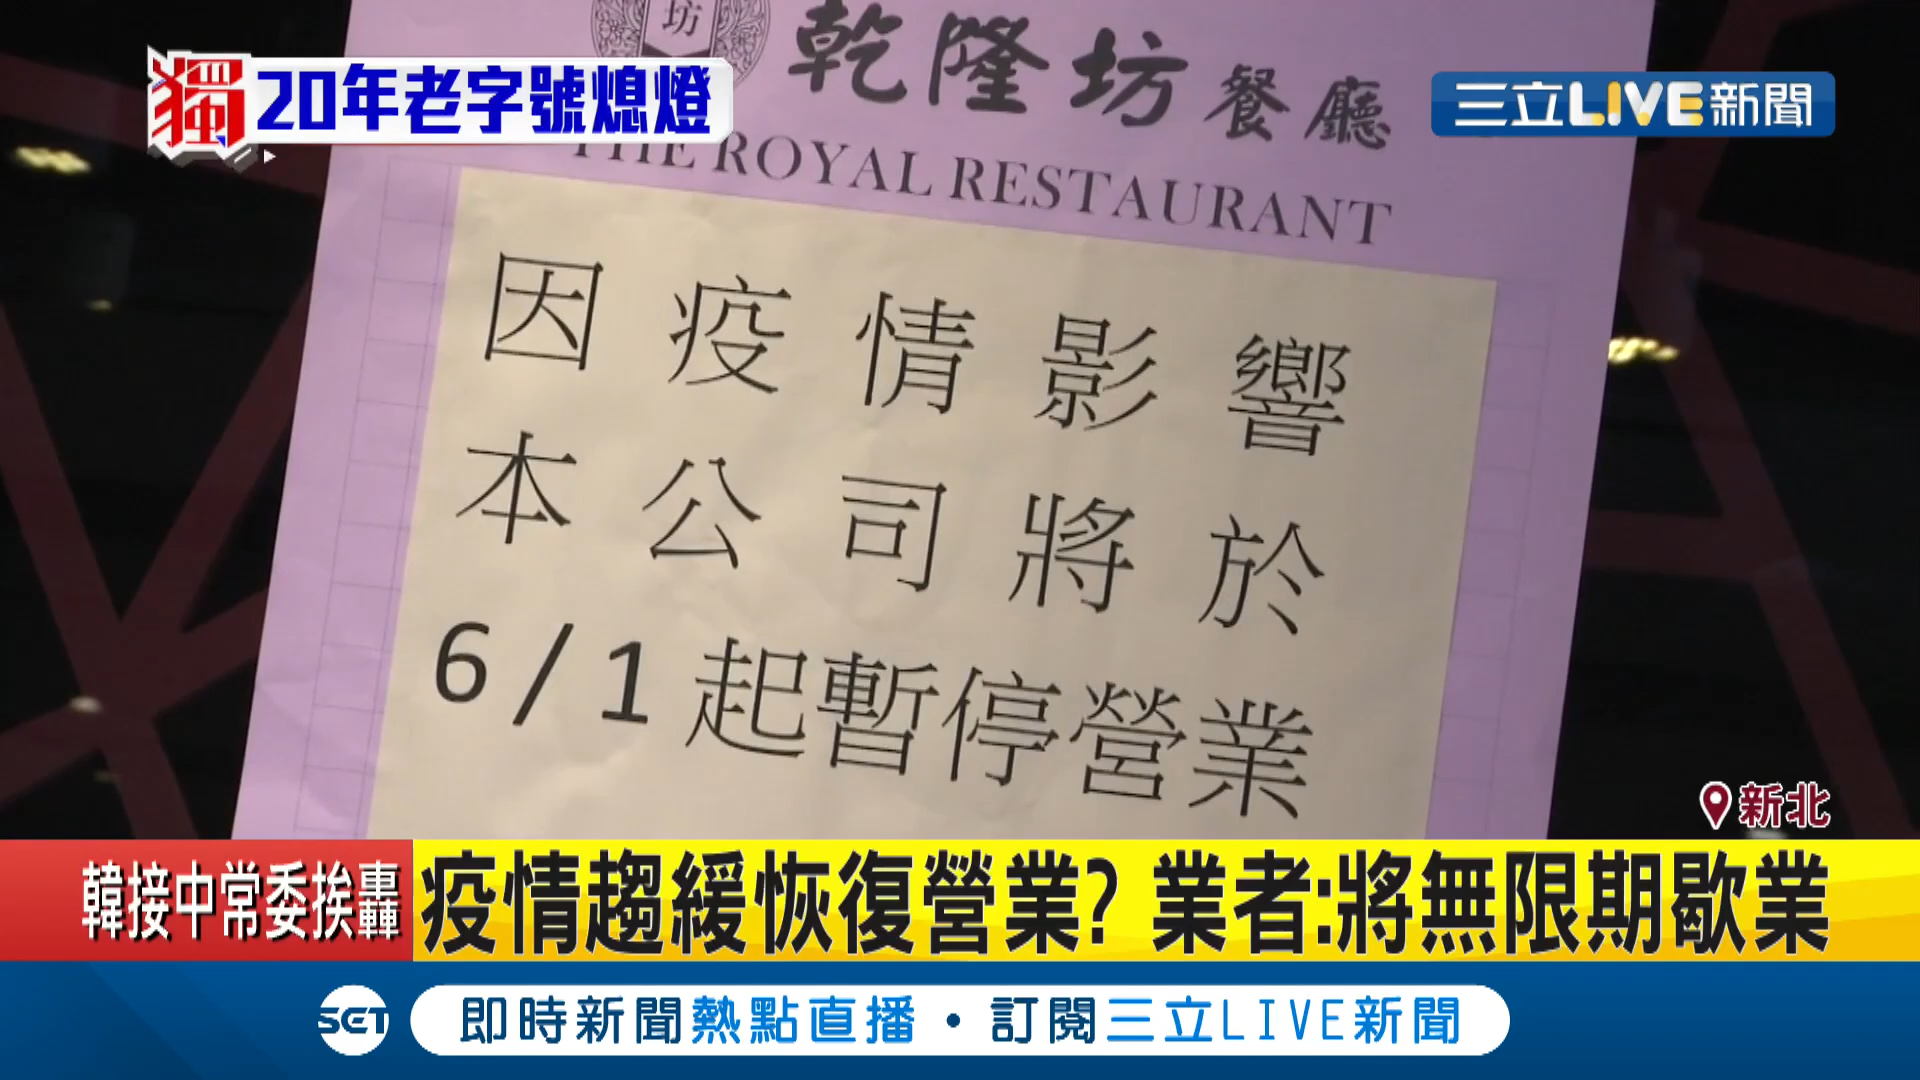 坊
乾隆坊餐廳
THE ROYAL RESTAURANT
獨 20年老字號熄燈
三立LIVE新聞
因疫情影響
本公司將於
6/1起暫停營業
新北
韓接中常委挨轟
疫情趨緩恢復營業? 業者:將無限期歇業
SET
即時新聞熱點直播・訂閱三立LIVE新聞